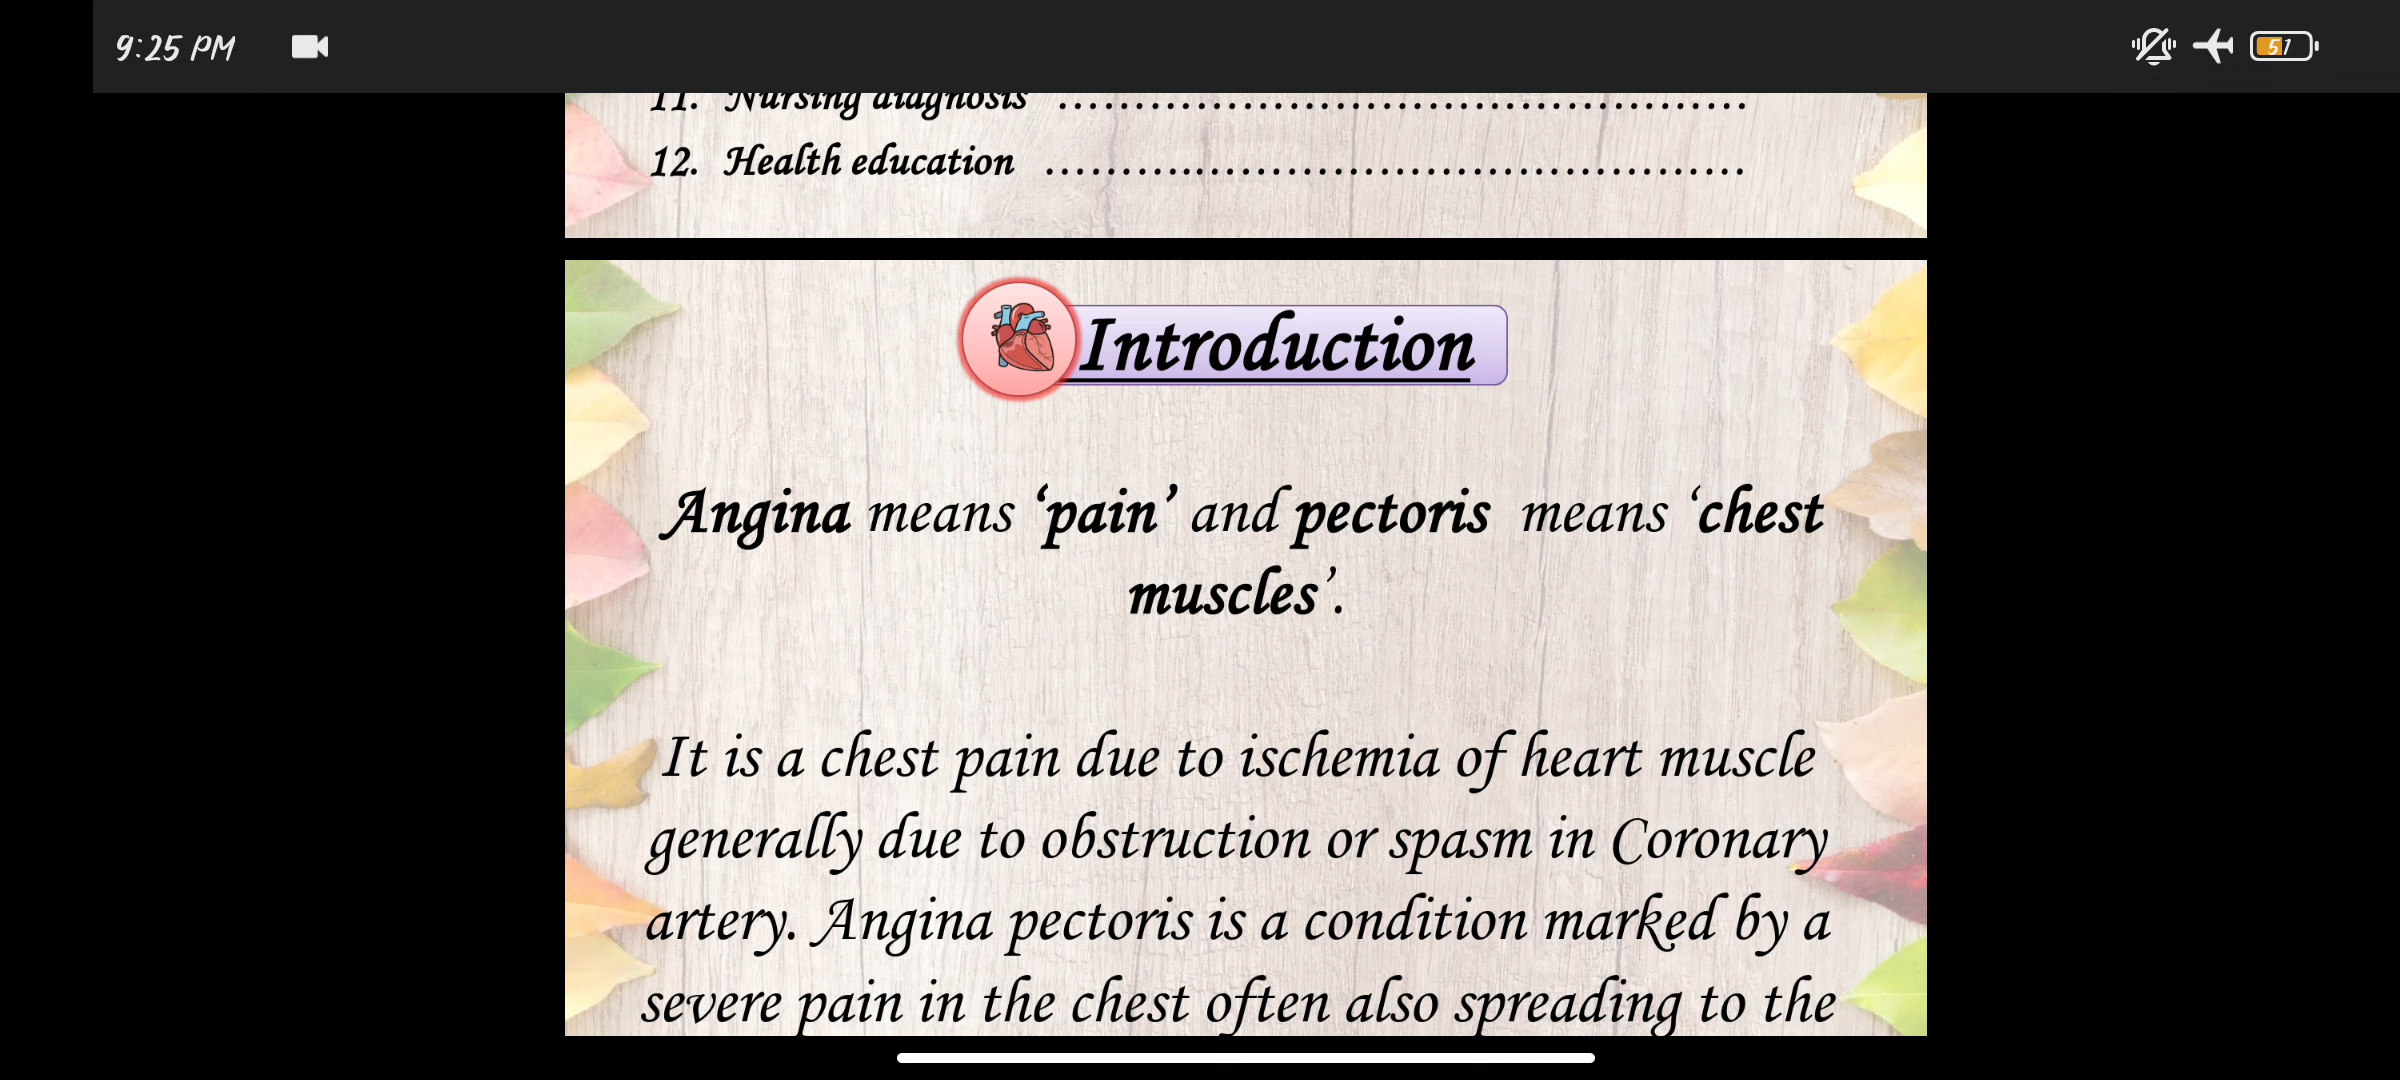 9:25 PM
51
11. Nursing diagnosis ............................................
12. Health education ..............................................
Introduction
Angina means ‘pain’ and pectoris means ‘chest
muscles’.
It is a chest pain due to ischemia of heart muscle
generally due to obstruction or spasm in Coronary
artery. Angina pectoris is a condition marked by a
severe pain in the chest often also spreading to the